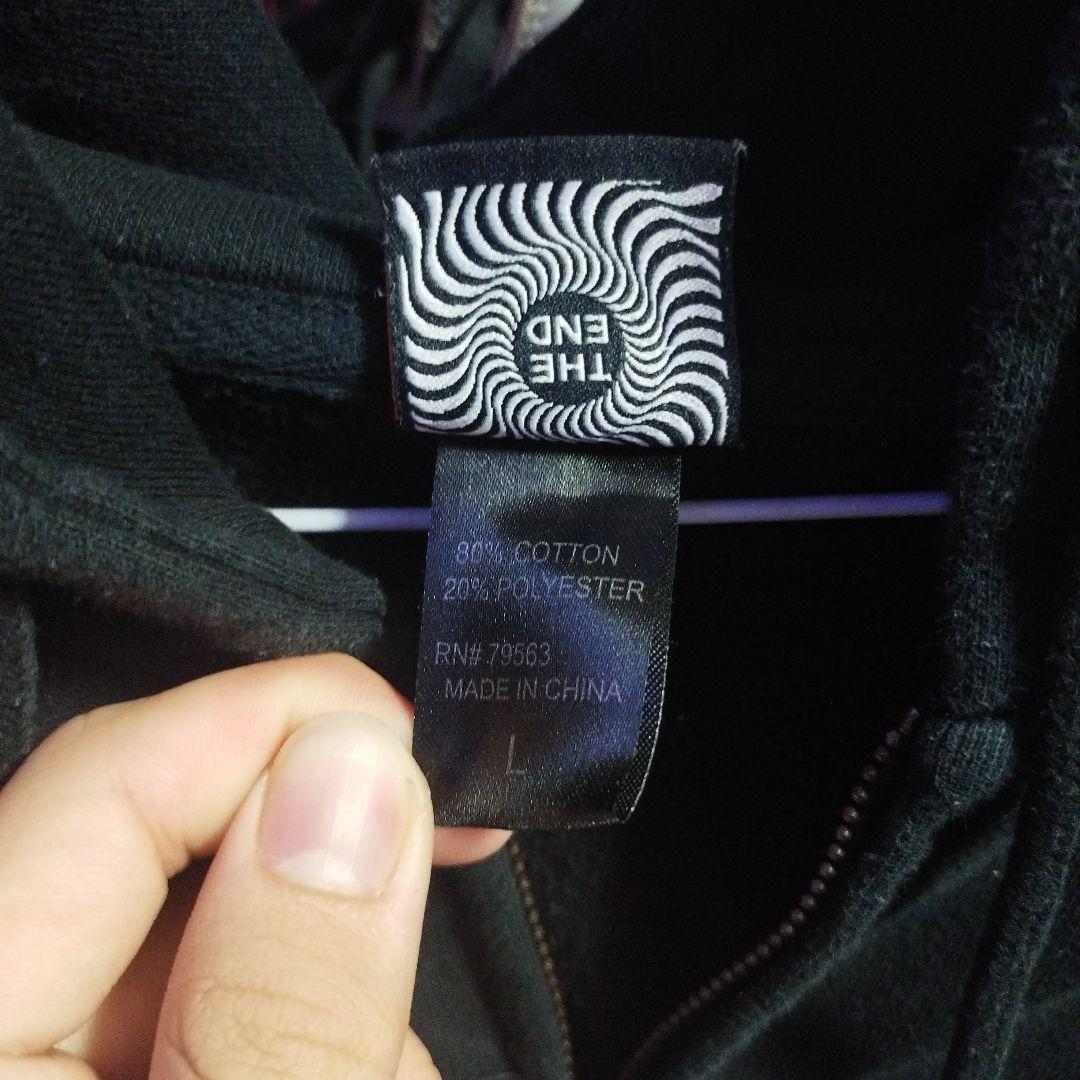 THE
END
80% COTTON
20% POLYESTER
RN# 79563
MADE IN CHINA
L